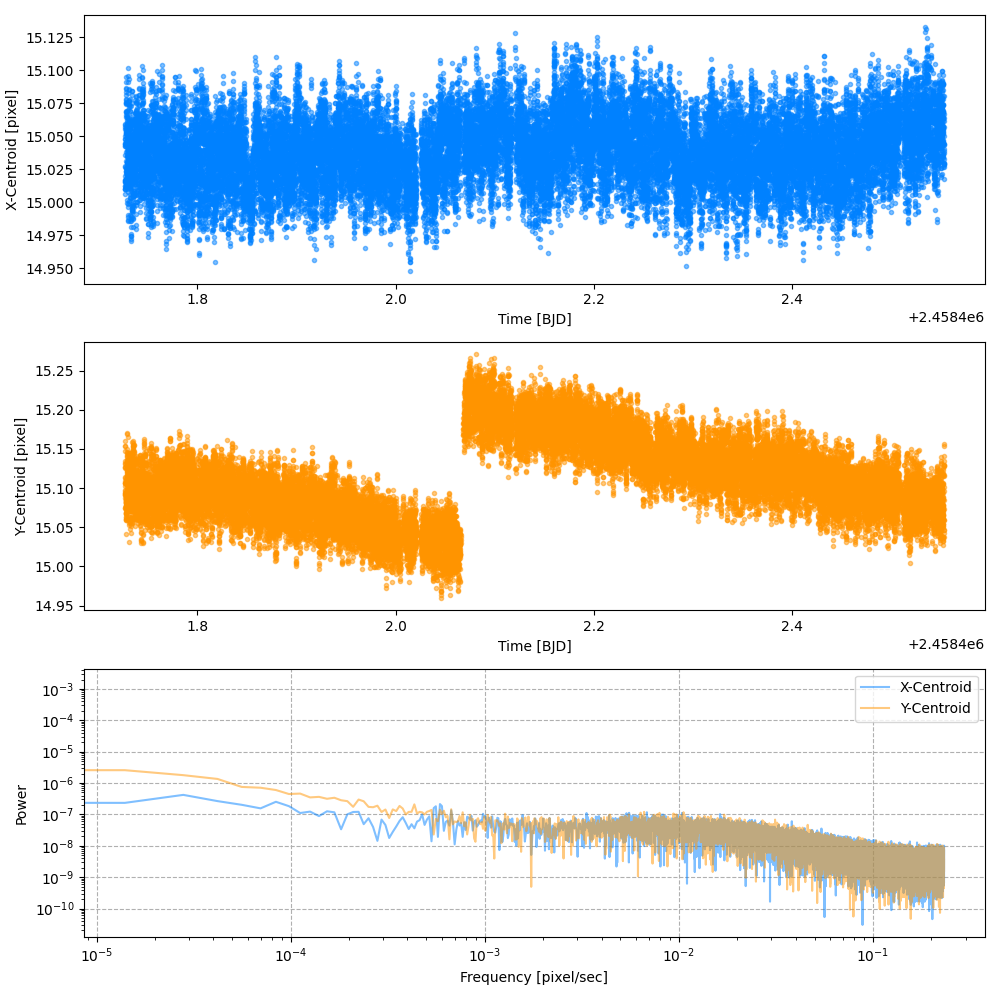 15.125
15.100
15.075
15.050
15.025
15.000
14.975
14.950
X-Centroid [pixel]
1.8 2.0 2.2 2.4
Time [BJD]
+2.4584e6
15.25
15.20
15.15
15.10
15.05
15.00
14.95
Y-Centroid [pixel]
1.8 2.0 2.2 2.4
Time [BJD]
+2.4584e6
X-Centroid
Y-Centroid
10⁻³
10⁻⁴
10⁻⁵
10⁻⁶
10⁻⁷
10⁻⁸
10⁻⁹
10⁻¹⁰
Power
10⁻⁵ 10⁻⁴ 10⁻³ 10⁻² 10⁻¹
Frequency [pixel/sec]